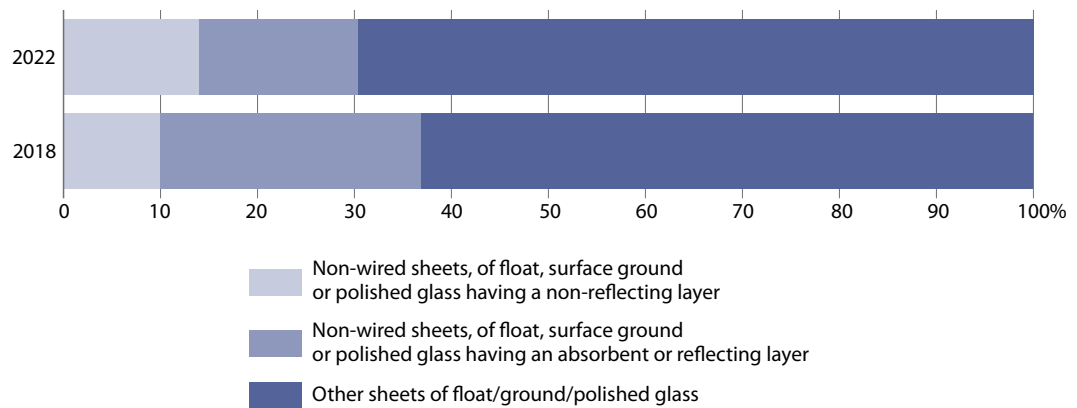 2022
2018
0 10 20 30 40 50 60 70 80 90 100%
Non-wired sheets, of float, surface ground
or polished glass having a non-reflecting layer
Non-wired sheets, of float, surface ground
or polished glass having an absorbent or reflecting layer
Other sheets of float/ground/polished glass